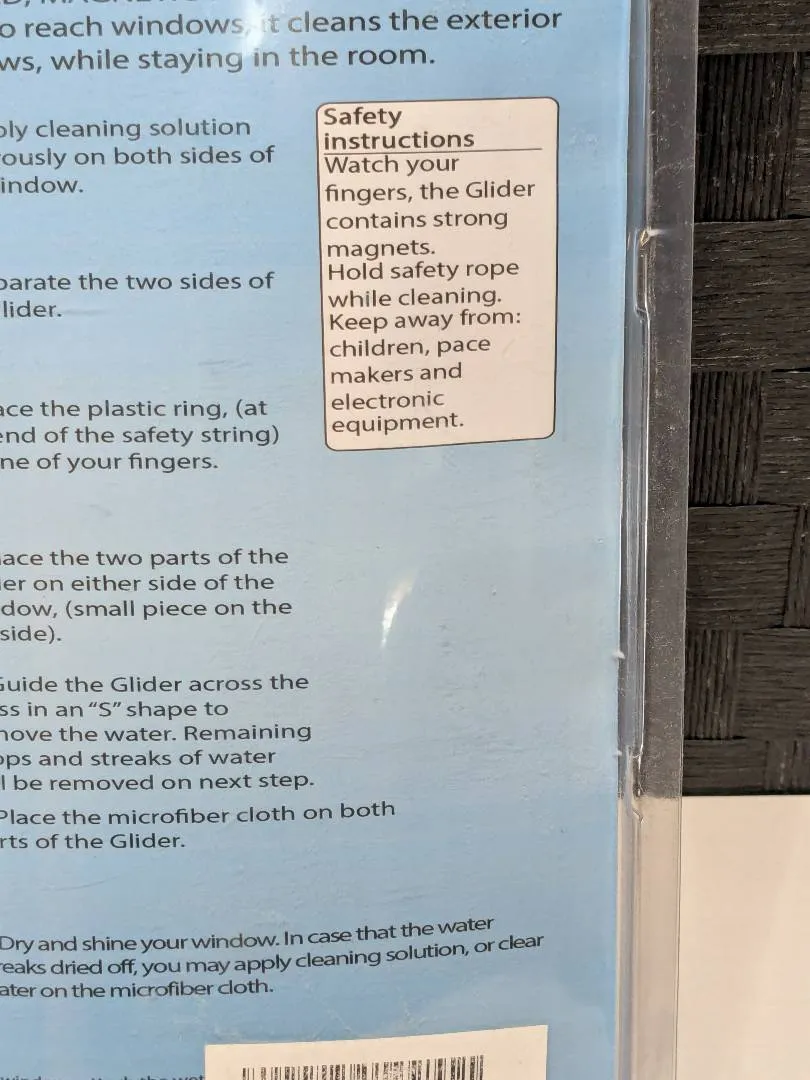 o reach windows, it cleans the exterior
ws, while staying in the room.
ply cleaning solution
ously on both sides of
indow.
parate the two sides of
lider.
ace the plastic ring, (at
end of the safety string)
ne of your fingers.
ace the two parts of the
er on either side of the
dow, (small piece on the
side).
Guide the Glider across the
ss in an “S” shape to
move the water. Remaining
ops and streaks of water
l be removed on next step.
Place the microfiber cloth on both
rts of the Glider.
Dry and shine your window. In case that the water
reaks dried off, you may apply cleaning solution, or clear
ater on the microfiber cloth.
Safety
instructions
Watch your
fingers, the Glider
contains strong
magnets.
Hold safety rope
while cleaning.
Keep away from:
children, pace
makers and
electronic
equipment.